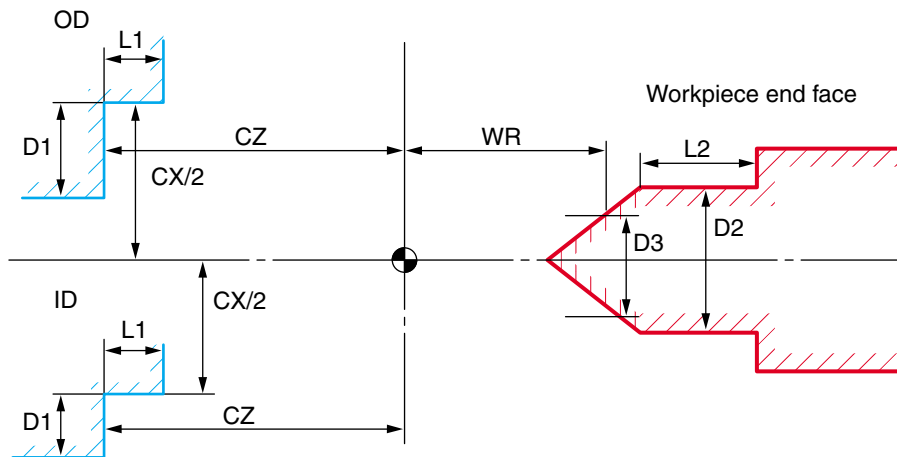 OD
L1
Workpiece end face
CZ
WR
D1
L2
CX/2
D3
D2
ID
CX/2
L1
CZ
D1